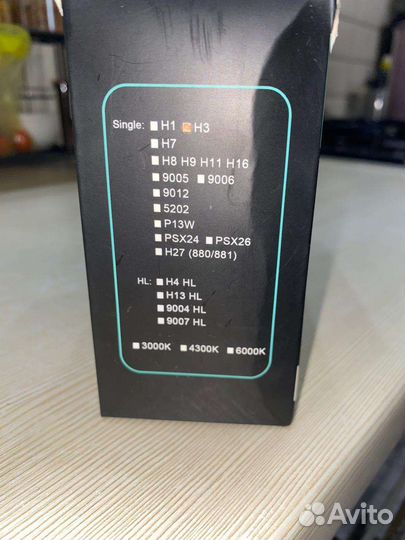 Single: H1 H3
H7
H8 H9 H11 H16
9005 9006
9012
5202
P13W
PSX24 PSX26
H27 (880/881)
HL: H4 HL
H13 HL
9004 HL
9007 HL
3000K 4300K 6000K
Avito